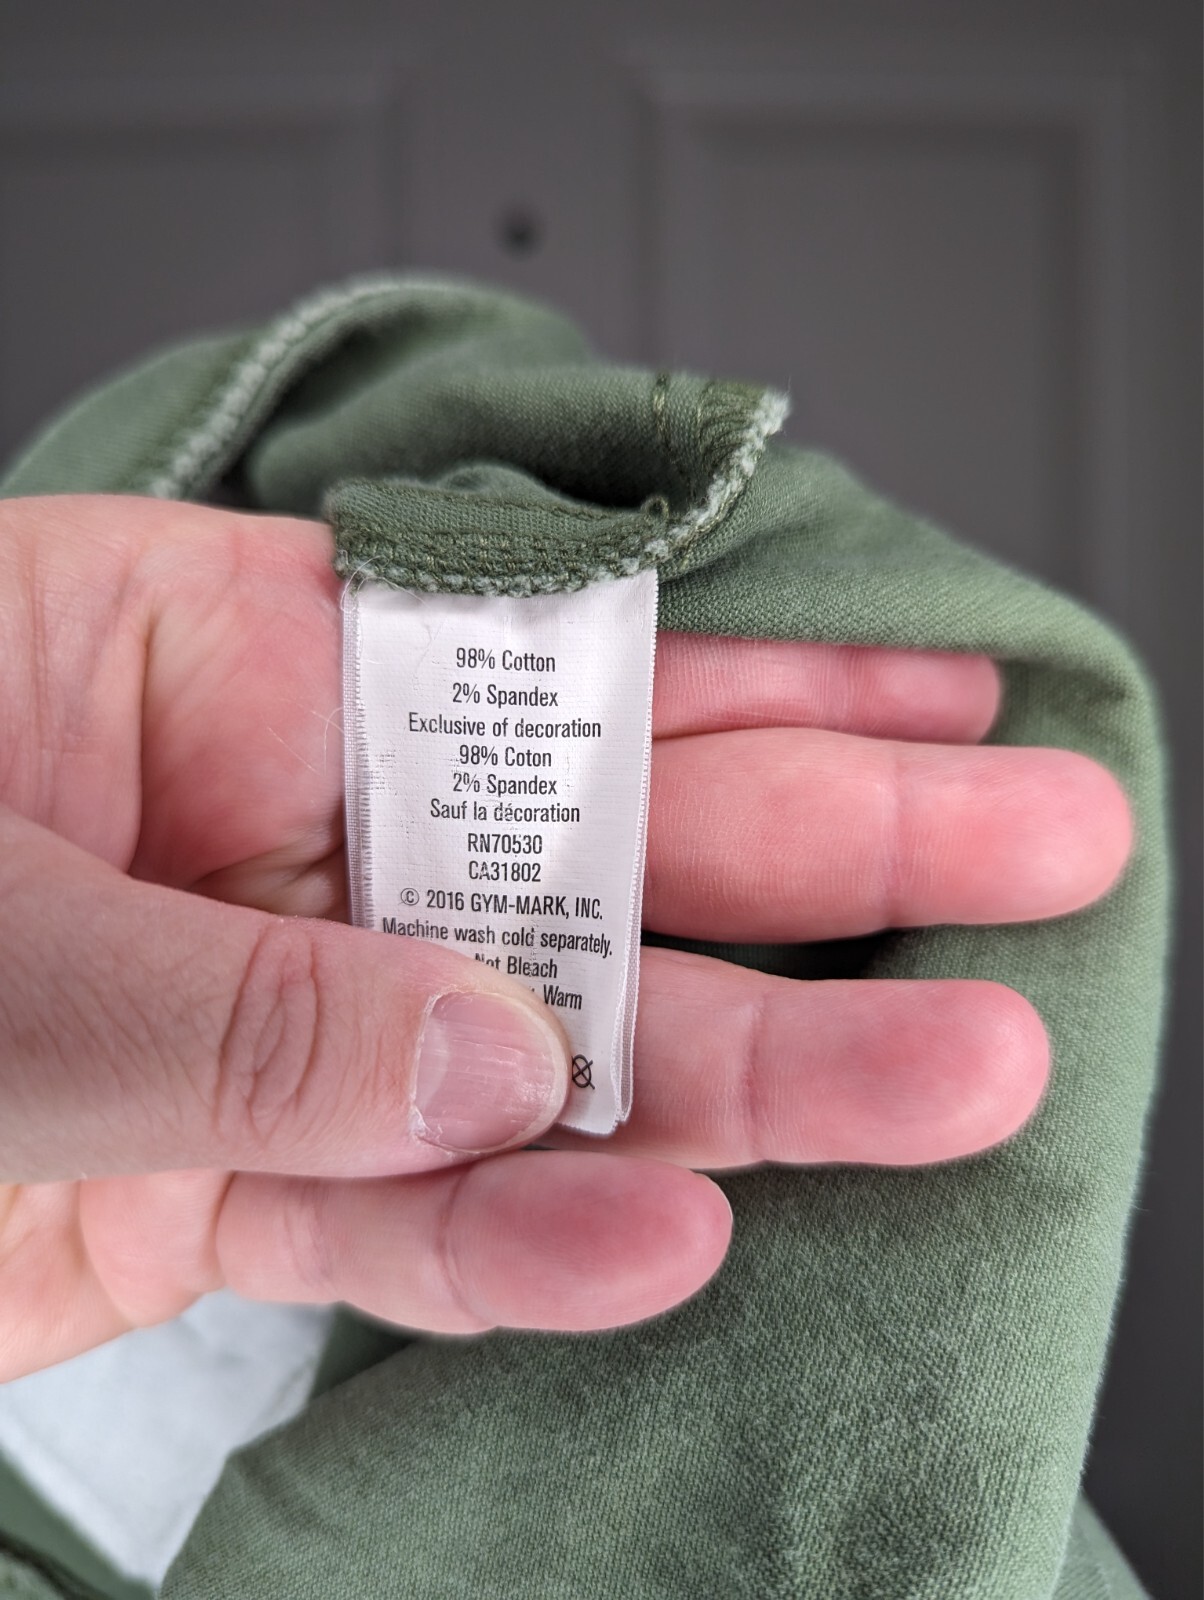 98% Cotton
2% Spandex
Exclusive of decoration
98% Coton
2% Spandex
Sauf la décoration
RN70530
CA31802
© 2016 GYM-MARK, INC.
Machine wash cold separately.
Not Bleach
Warm